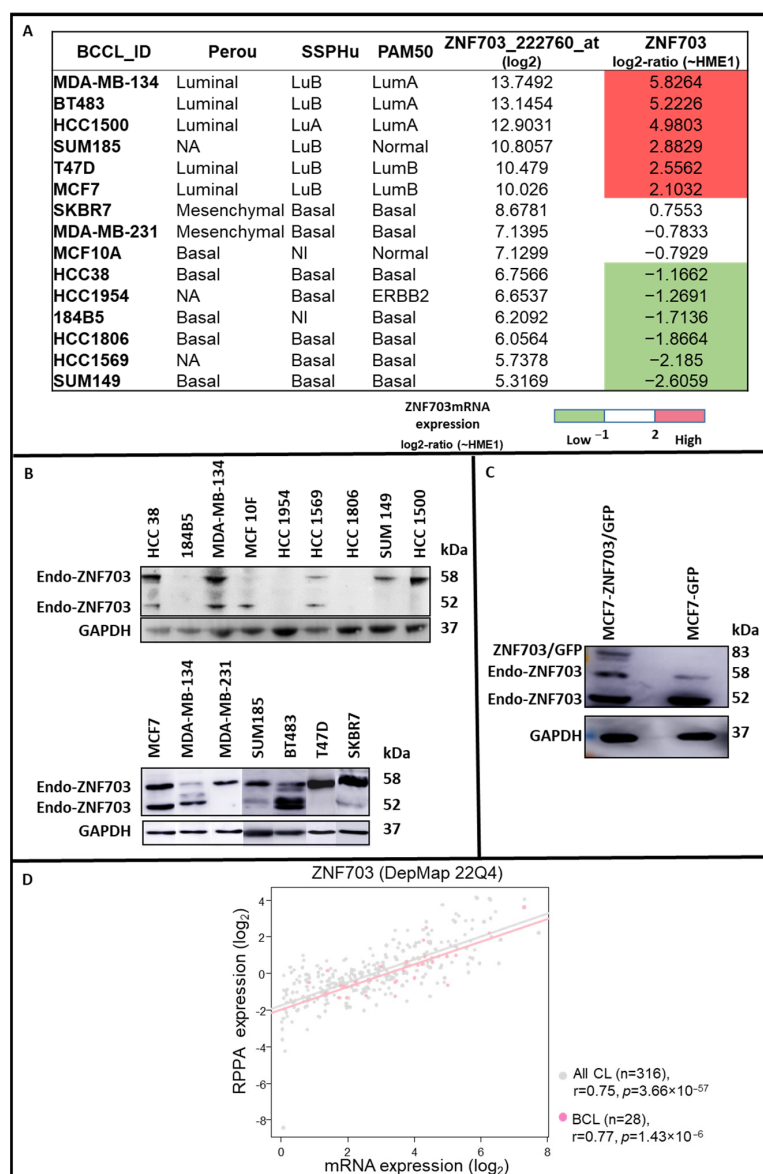 A
BCCL_ID Perou SSPHu PAM50 ZNF703_222760_at (log2) ZNF703 log2-ratio (~HME1)
MDA-MB-134 Luminal LuB LumA 13.7492 5.8264
BT483 Luminal LuB LumA 13.1454 5.2226
HCC1500 Luminal LuA LumA 12.9031 4.9803
SUM185 NA LuB Normal 10.8057 2.8829
T47D Luminal LuB LumB 10.479 2.5562
MCF7 Luminal LuB LumB 10.026 2.1032
SKBR7 Mesenchymal Basal Basal 8.6781 0.7553
MDA-MB-231 Mesenchymal Basal Basal 7.1395 −0.7833
MCF10A Basal NI Normal 7.1299 −0.7929
HCC38 Basal Basal Basal 6.7566 −1.1662
HCC1954 NA Basal ERBB2 6.6537 −1.2691
184B5 Basal NI Basal 6.2092 −1.7136
HCC1806 Basal Basal Basal 6.0564 −1.8664
HCC1569 NA Basal Basal 5.7378 −2.185
SUM149 Basal Basal Basal 5.3169 −2.6059
ZNF703mRNA
expression
log2-ratio (~HME1)
Low −1 2 High
B
HCC 38 184B5 MDA-MB-134 MCF 10F HCC 1954 HCC 1569 HCC 1806 SUM 149 HCC 1500
kDa
Endo-ZNF703 58
Endo-ZNF703 52
GAPDH 37
MCF7 MDA-MB-134 MDA-MB-231 SUM185 BT483 T47D SKBR7
kDa
Endo-ZNF703 58
Endo-ZNF703 52
GAPDH 37
C
MCF7-ZNF703/GFP MCF7-GFP
kDa
ZNF703/GFP 83
Endo-ZNF703 58
Endo-ZNF703 52
GAPDH 37
D
ZNF703 (DepMap 22Q4)
RPPA expression (log2)
4
2
0
-2
-4
-6
-8
0 2 4 6 8
mRNA expression (log2)
All CL (n=316),
r=0.75, p=3.66×10−57
BCL (n=28),
r=0.77, p=1.43×10−6